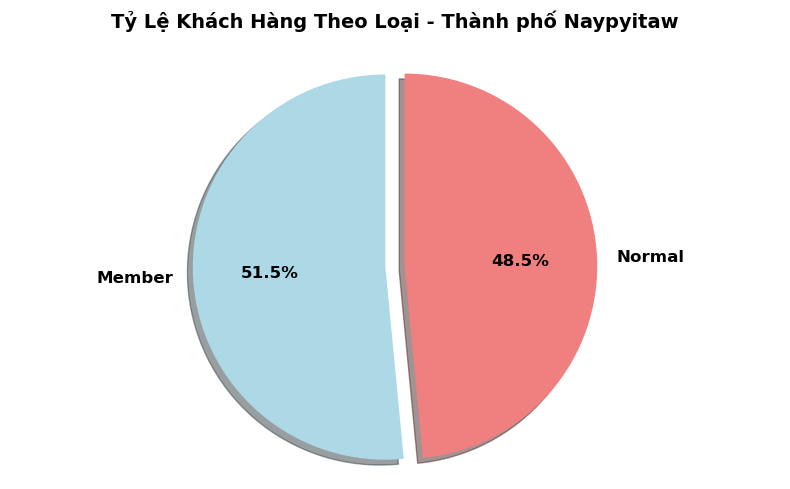 Tỷ Lệ Khách Hàng Theo Loại - Thành phố Naypyitaw
Normal
48.5%
51.5%
Member